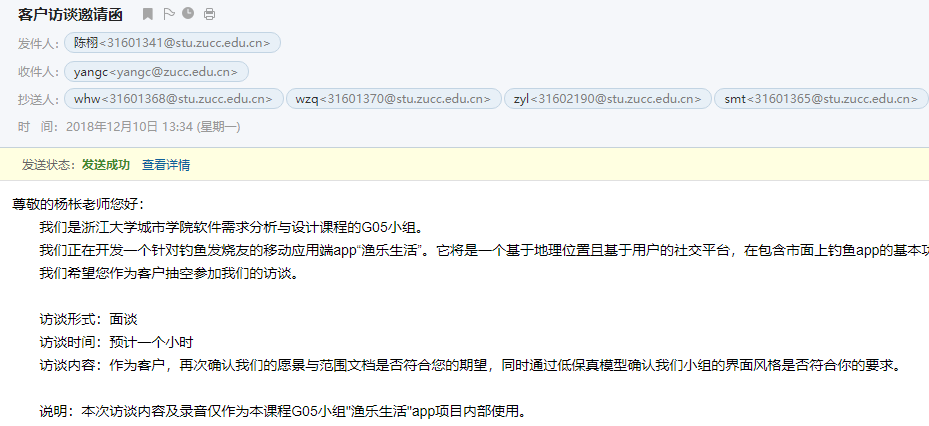 客户访谈邀请函
发件人：陈栩<31601341@stu.zucc.edu.cn>
收件人：yangc<yangc@zucc.edu.cn>
抄送人：whw<31601368@stu.zucc.edu.cn> wzq<31601370@stu.zucc.edu.cn> zyl<31602190@stu.zucc.edu.cn> smt<31601365@stu.zucc.edu.cn>
时 间：2018年12月10日 13:34 (星期一)
发送状态：发送成功 查看详情
尊敬的杨枨老师您好：
我们是浙江大学城市学院软件需求分析与设计课程的G05小组。
我们正在开发一个针对钓鱼发烧友的移动应用端app“渔乐生活”。它将是一个基于地理位置且基于用户的社交平台，在包含市面上钓鱼app的基本功
我们希望您作为客户抽空参加我们的访谈。
访谈形式：面谈
访谈时间：预计一个小时
访谈内容：作为客户，再次确认我们的愿景与范围文档是否符合您的期望，同时通过低保真模型确认我们小组的界面风格是否符合你的要求。
说明：本次访谈内容及录音仅作为本课程G05小组"渔乐生活"app项目内部使用。